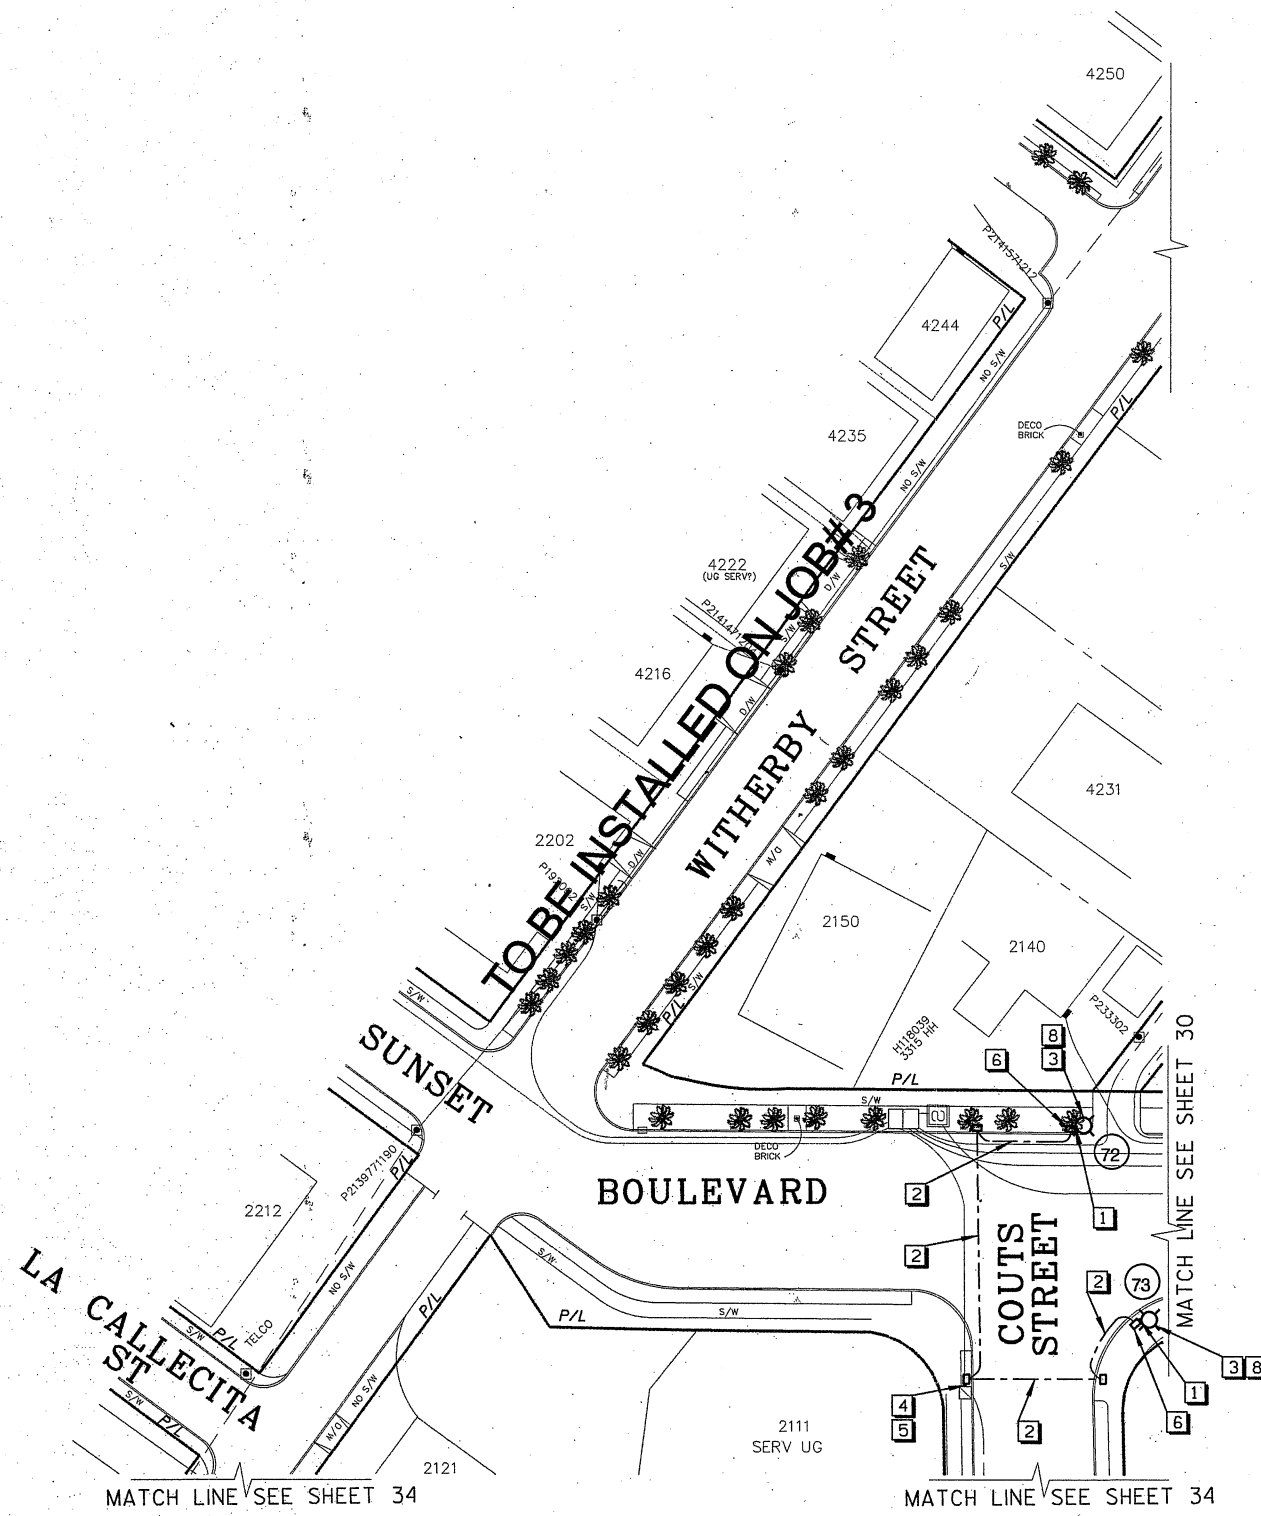 4250
P2141571212
4244
P/L
NO S/W
P/L
DECO
BRICK
4235
NO S/W
TO BE INSTALLED ON JOB# 3
4222
(UG SERV?)
D/W
S/W
STREET
S/W
4216
D/W
WITHERBY
4231
2202
D/W
D/W
S/W
2150
2140
S/W
P/L
S/W
P233302
H118039
3315 HH
SUNSET
P/L
S/W
8
3
6
72
DECO
BRICK
MATCH LINE SEE SHEET 30
P2139771190
P/L
BOULEVARD
2
1
2212
S/W
2
COUTS
STREET
2
73
LA CALLECITA
ST
NO S/W
P/L
P/L
S/W
S/W
P/L
TELCO
3 8
1
6
4
5
2
S/W
P/L
NO S/W
D/W
2111
SERV UG
2121
MATCH LINE SEE SHEET 34
MATCH LINE SEE SHEET 34